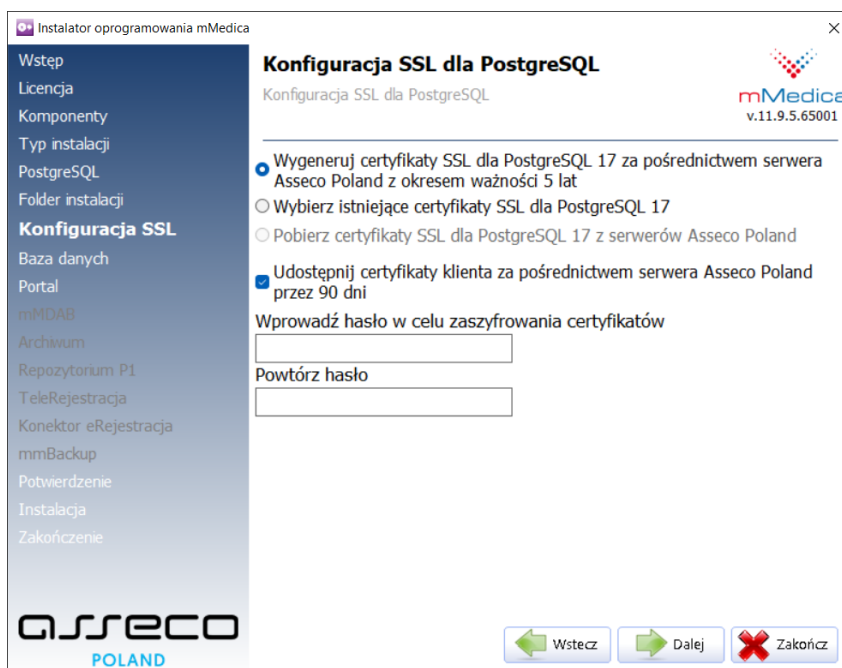 Instalator oprogramowania mMedica
Wstęp
Licencja
Komponenty
Typ instalacji
PostgreSQL
Folder instalacji
Konfiguracja SSL
Baza danych
Portal
mMDAB
Archiwum
Repozytorium P1
TeleRejestracja
Konektor eRejestracja
mmBackup
Potwierdzenie
Instalacja
Zakończenie
asseco
POLAND
Konfiguracja SSL dla PostgreSQL
Konfiguracja SSL dla PostgreSQL
mMedica
v.11.9.5.65001
Wygeneruj certyfikaty SSL dla PostgreSQL 17 za pośrednictwem serwera
Asseco Poland z okresem ważności 5 lat
Wybierz istniejące certyfikaty SSL dla PostgreSQL 17
Pobierz certyfikaty SSL dla PostgreSQL 17 z serwerów Asseco Poland
Udostępnij certyfikaty klienta za pośrednictwem serwera Asseco Poland
przez 90 dni
Wprowadź hasło w celu zaszyfrowania certyfikatów
Powtórz hasło
Wstecz
Dalej
Zakończ